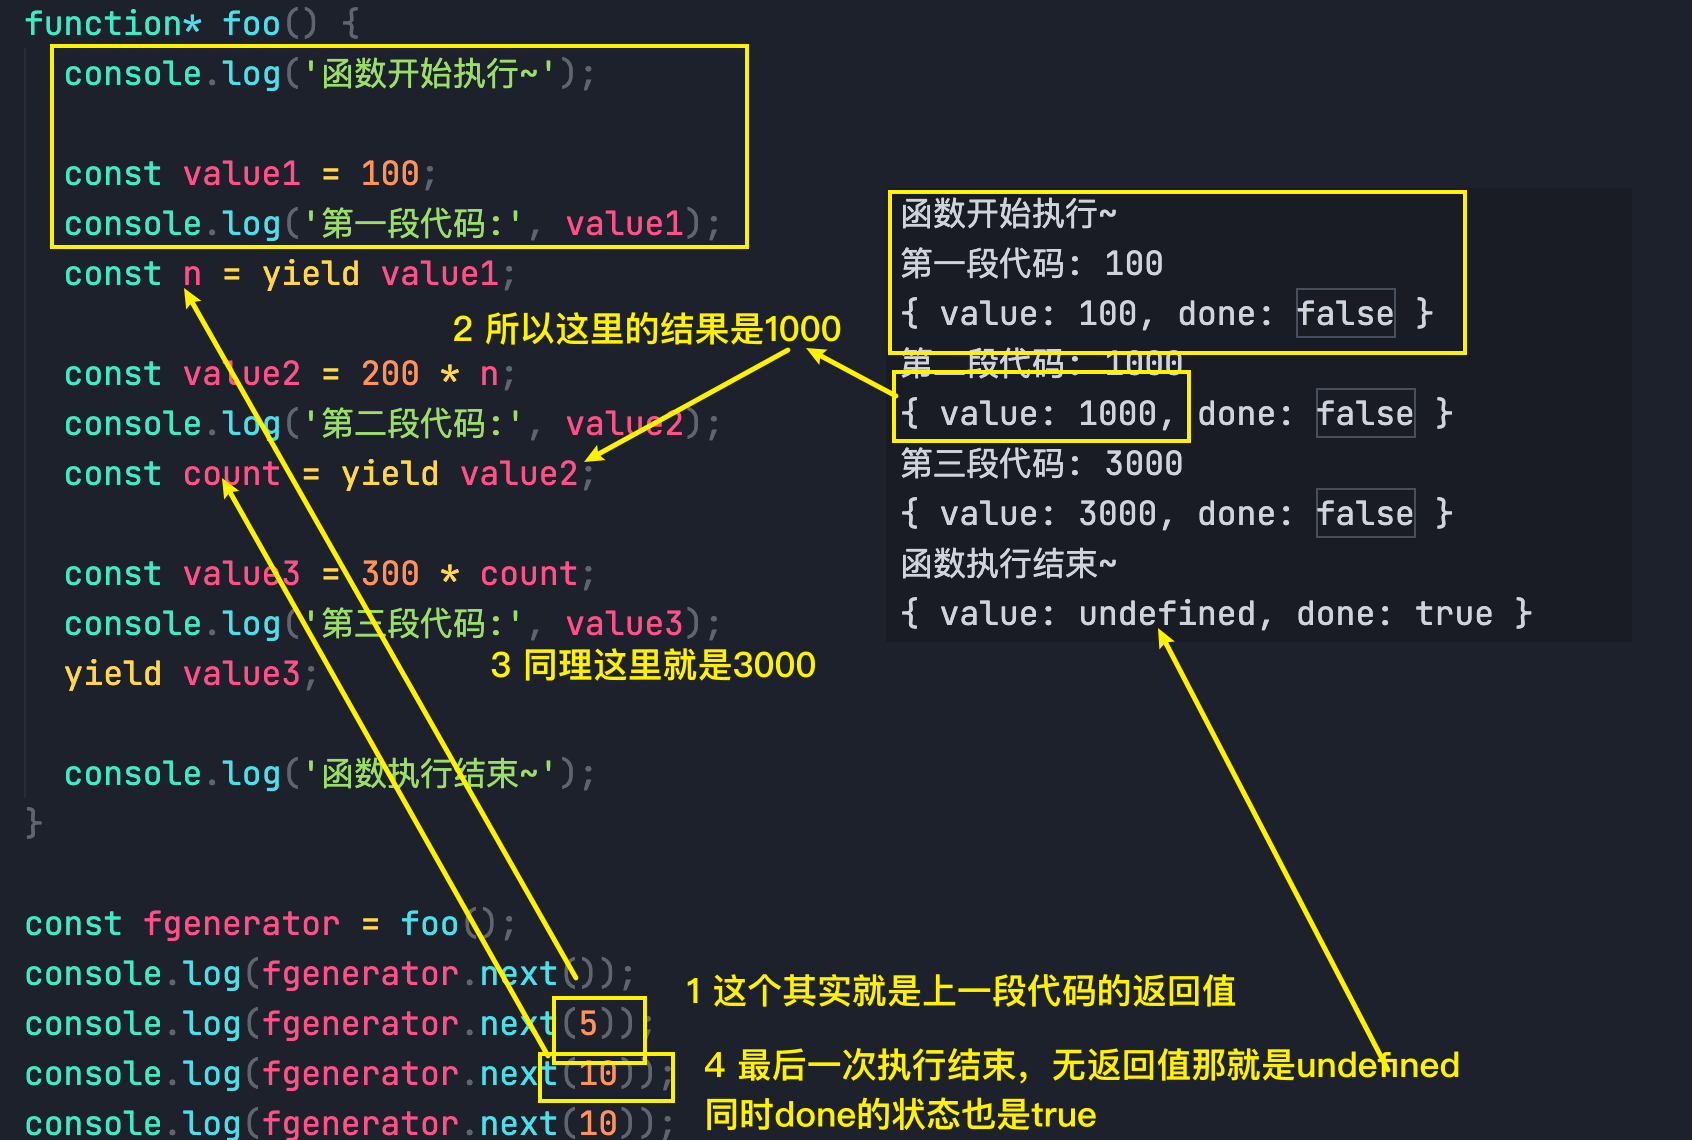 function* foo() {
console.log('函数开始执行~');
const value1 = 100;
console.log('第一段代码:', value1);
const n = yield value1;
const value2 = 200 * n;
console.log('第二段代码:', value2);
const count = yield value2;
const value3 = 300 * count;
console.log('第三段代码:', value3);
yield value3;
console.log('函数执行结束~');
}
const fgenerator = foo();
console.log(fgenerator.next());
console.log(fgenerator.next(5));
console.log(fgenerator.next(10));
console.log(fgenerator.next(10));
函数开始执行~
第一段代码: 100
{ value: 100, done: false }
第二段代码: 1000
{ value: 1000, done: false }
第三段代码: 3000
{ value: 3000, done: false }
函数执行结束~
{ value: undefined, done: true }
2 所以这里的结果是1000
3 同理这里就是3000
1 这个其实就是上一段代码的返回值
4 最后一次执行结束，无返回值那就是undefined
同时done的状态也是true